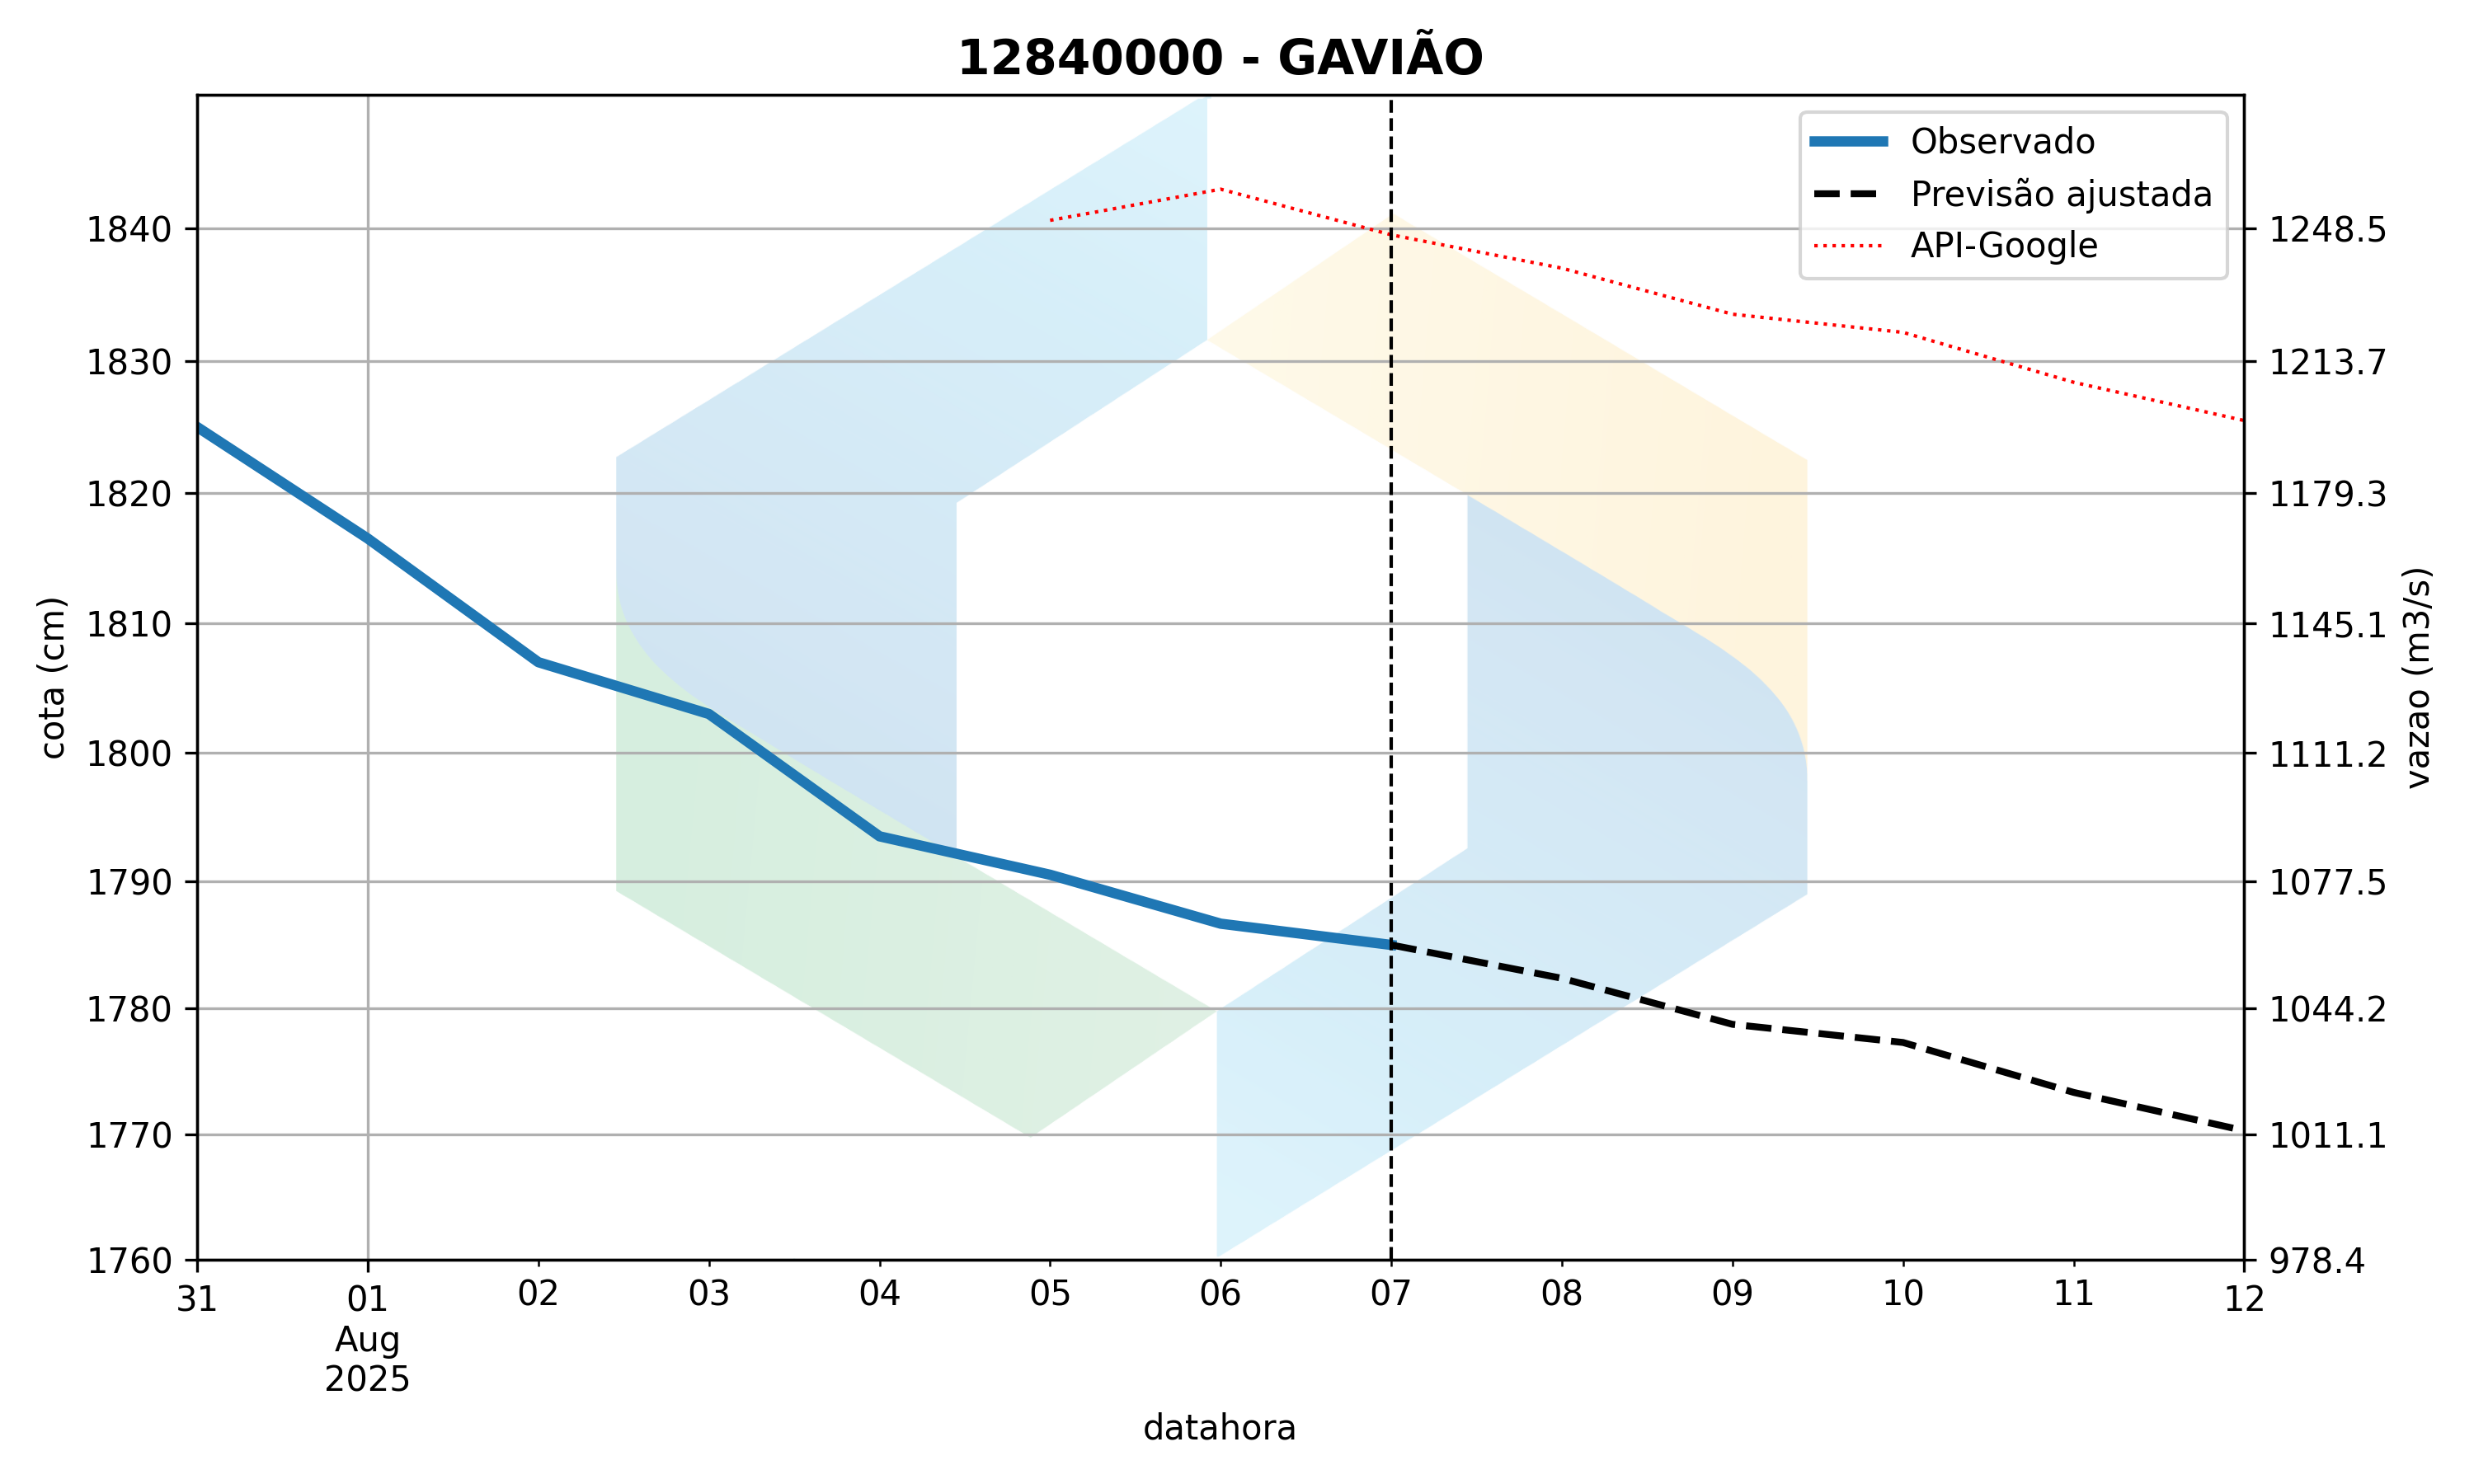 12840000 - GAVIÃO
Observado
Previsão ajustada
API-Google
cota (cm)
1840
1830
1820
1810
1800
1790
1780
1770
1760
1248.5
1213.7
1179.3
1145.1
1111.2
1077.5
1044.2
1011.1
978.4
vazao (m3/s)
31 01 02 03 04 05 06 07 08 09 10 11 12
Aug
2025
datahora